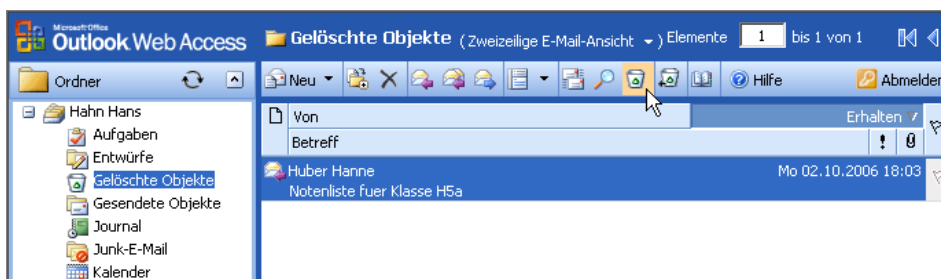 Microsoft Office
Outlook Web Access
Gelöschte Objekte (Zweizeilige E-Mail-Ansicht ) Elemente 1 bis 1 von 1
Ordner
Neu
Hilfe
Abmelden
Hahn Hans
Aufgaben
Entwürfe
Gelöschte Objekte
Gesendete Objekte
Journal
Junk-E-Mail
Kalender
Von
Erhalten
Betreff
Huber Hanne
Mo 02.10.2006 18:03
Notenliste fuer Klasse H5a